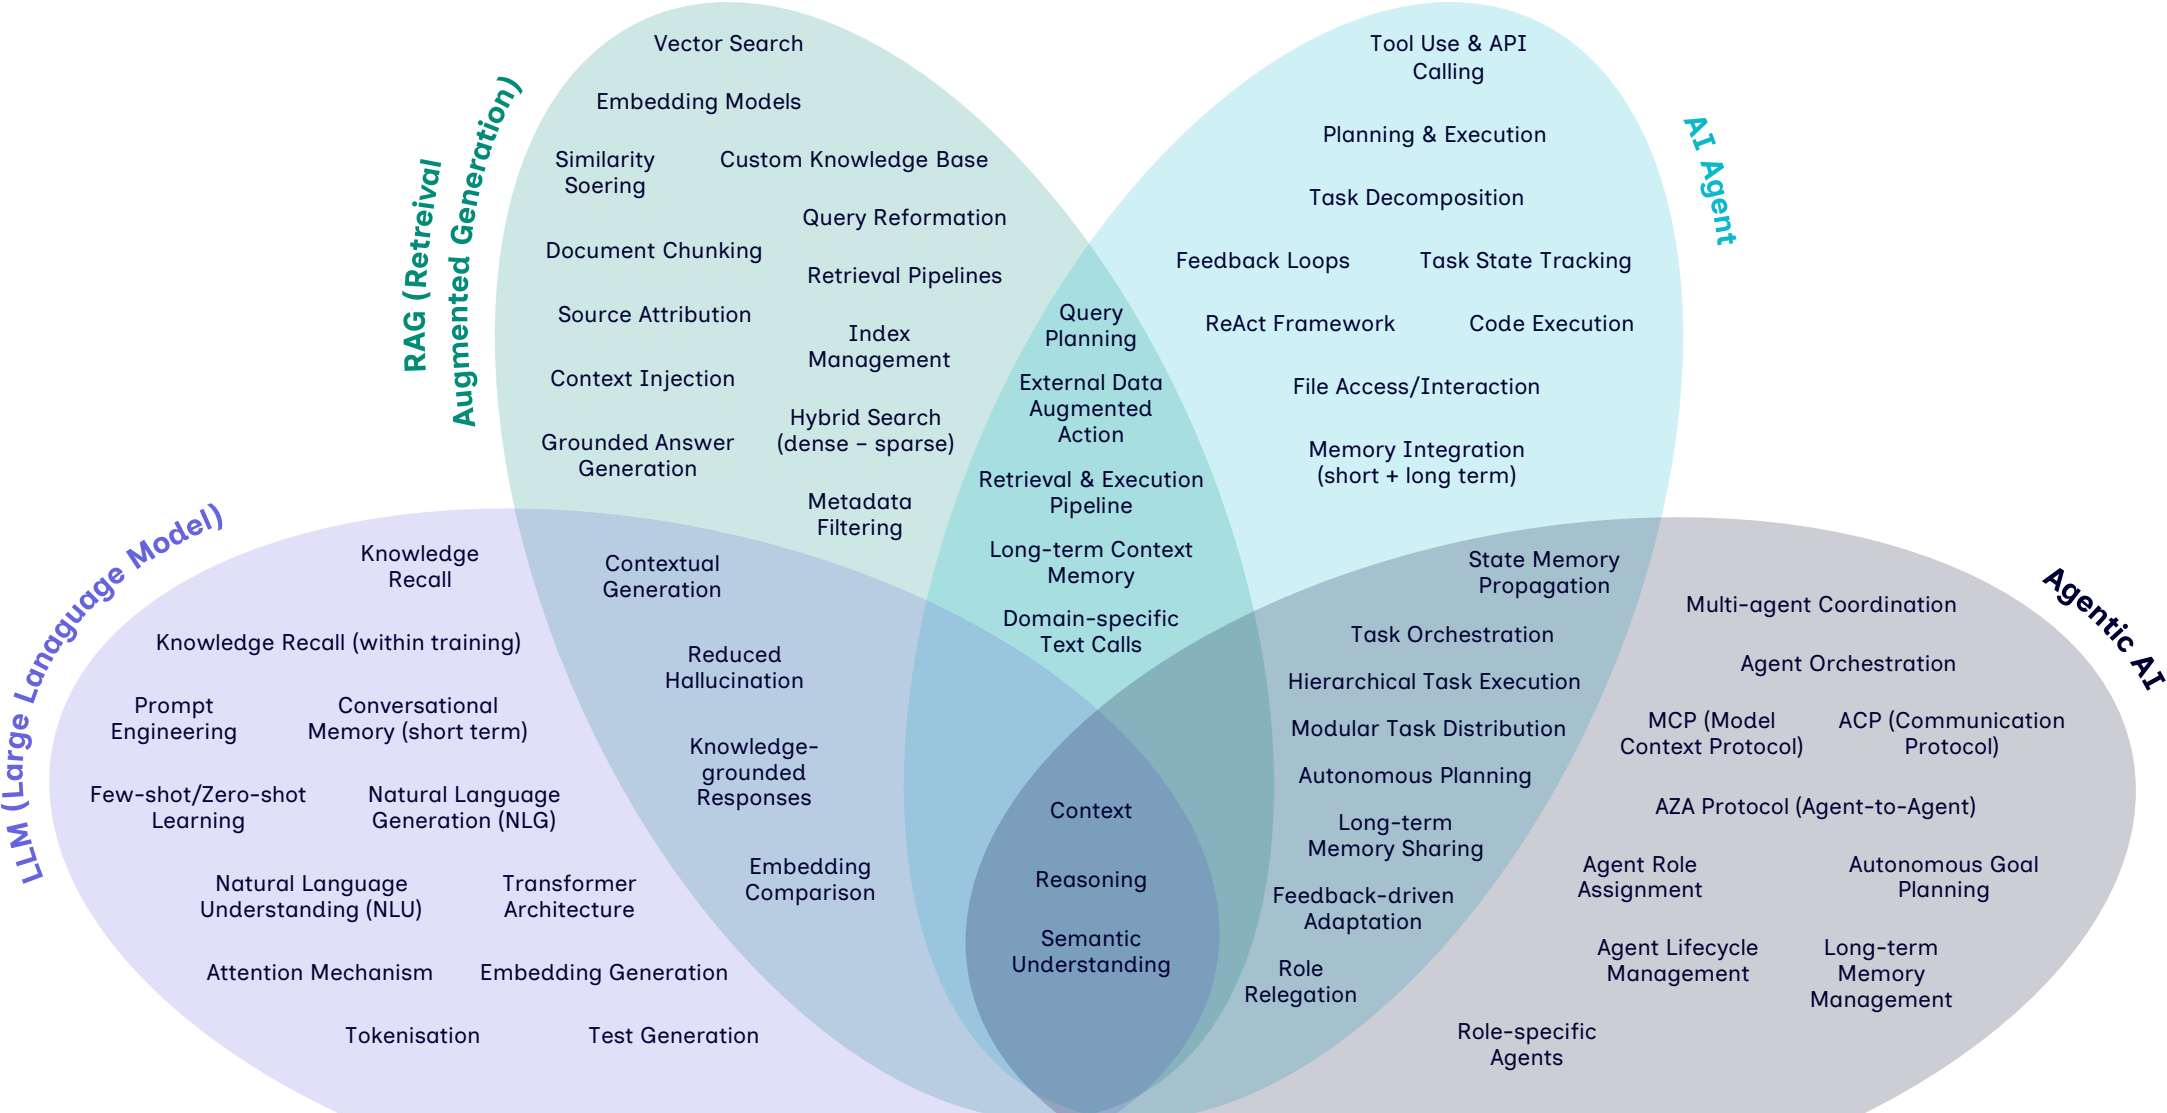 RAG (Retreival
Augmented Generation)
Vector Search
Embedding Models
Similarity
Soering
Custom Knowledge Base
Query Reformation
Document Chunking
Retrieval Pipelines
Source Attribution
Index
Management
Context Injection
Hybrid Search
(dense – sparse)
Grounded Answer
Generation
Metadata
Filtering
Query
Planning
External Data
Augmented
Action
Retrieval & Execution
Pipeline
Long-term Context
Memory
Domain-specific
Text Calls
AI Agent
Tool Use & API
Calling
Planning & Execution
Task Decomposition
Feedback Loops
Task State Tracking
ReAct Framework
Code Execution
File Access/Interaction
Memory Integration
(short + long term)
LLM (Large Lanaguage Model)
Knowledge
Recall
Knowledge Recall (within training)
Prompt
Engineering
Conversational
Memory (short term)
Few-shot/Zero-shot
Learning
Natural Language
Generation (NLG)
Natural Language
Understanding (NLU)
Transformer
Architecture
Attention Mechanism
Embedding Generation
Tokenisation
Test Generation
Contextual
Generation
Reduced
Hallucination
Knowledge-
grounded
Responses
Embedding
Comparison
Context
Reasoning
Semantic
Understanding
State Memory
Propagation
Task Orchestration
Hierarchical Task Execution
Modular Task Distribution
Autonomous Planning
Long-term
Memory Sharing
Feedback-driven
Adaptation
Role
Relegation
Agentic AI
Multi-agent Coordination
Agent Orchestration
MCP (Model
Context Protocol)
ACP (Communication
Protocol)
AZA Protocol (Agent-to-Agent)
Agent Role
Assignment
Autonomous Goal
Planning
Agent Lifecycle
Management
Long-term
Memory
Management
Role-specific
Agents